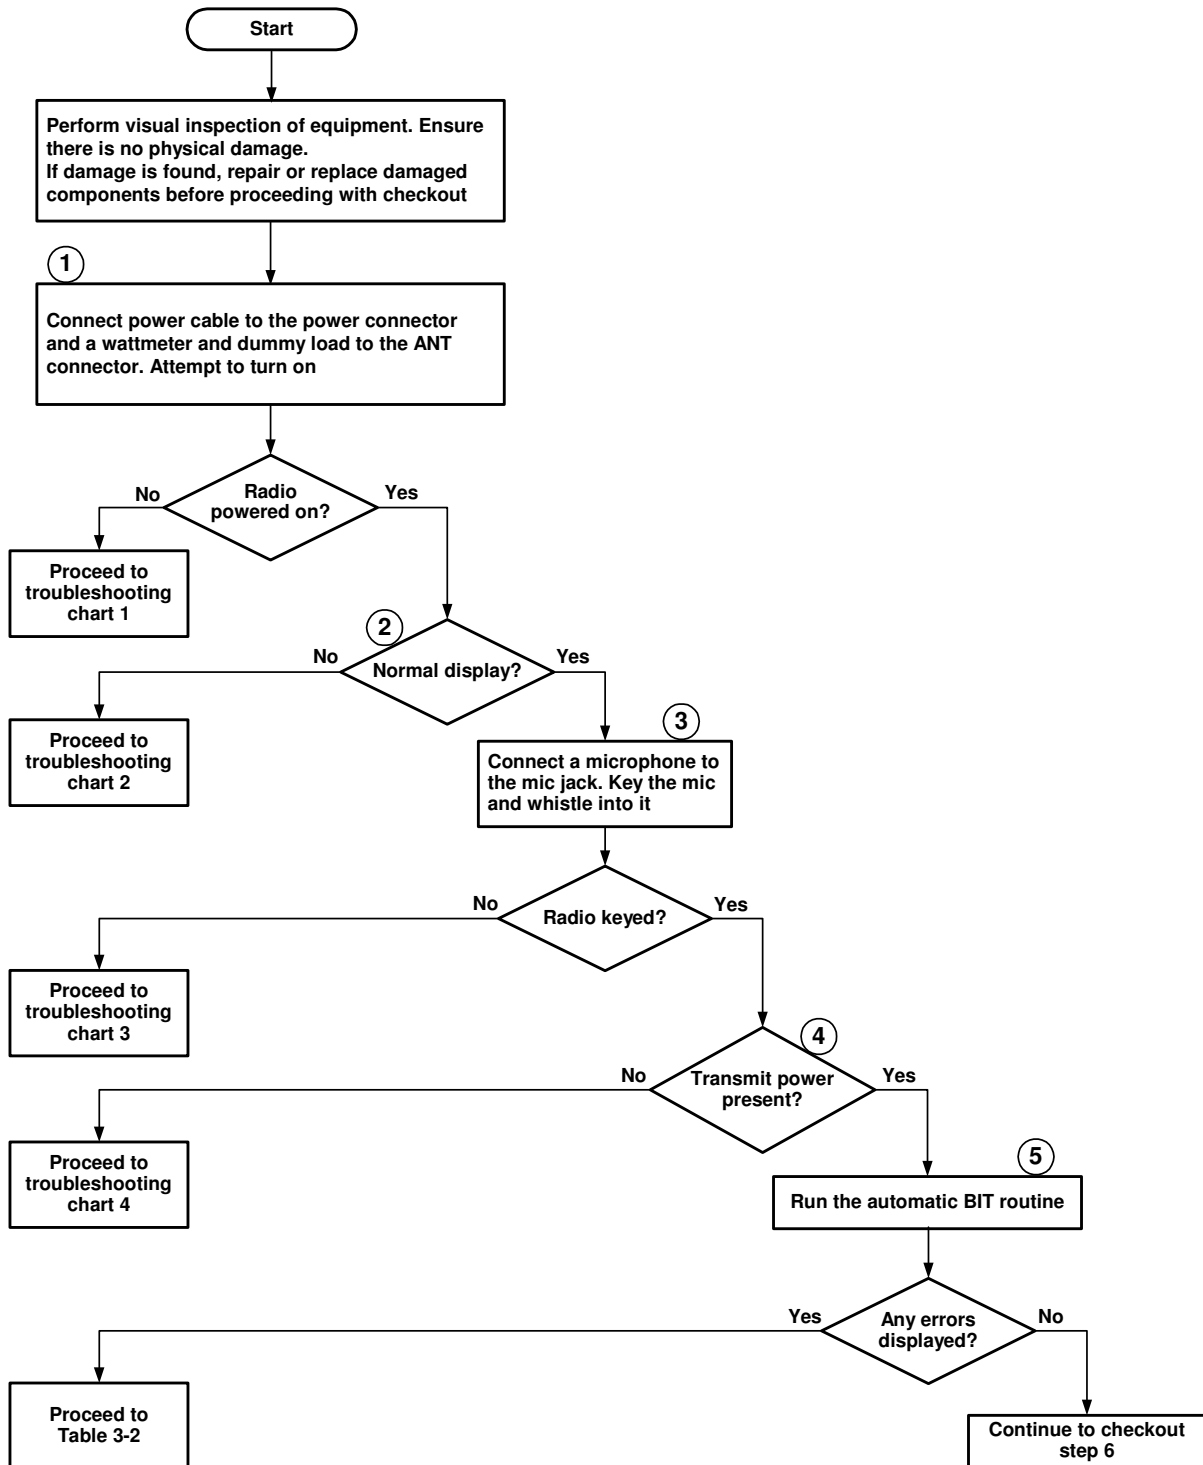 Start
Perform visual inspection of equipment. Ensure
there is no physical damage.
If damage is found, repair or replace damaged
components before proceeding with checkout
1
Connect power cable to the power connector
and a wattmeter and dummy load to the ANT
connector. Attempt to turn on
No
Radio
powered on?
Yes
Proceed to
troubleshooting
chart 1
2
No
Normal display?
Yes
Proceed to
troubleshooting
chart 2
3
Connect a microphone to
the mic jack. Key the mic
and whistle into it
No
Radio keyed?
Yes
Proceed to
troubleshooting
chart 3
4
No
Transmit power
present?
Yes
Proceed to
troubleshooting
chart 4
5
Run the automatic BIT routine
Yes
Any errors
displayed?
No
Proceed to
Table 3-2
Continue to checkout
step 6